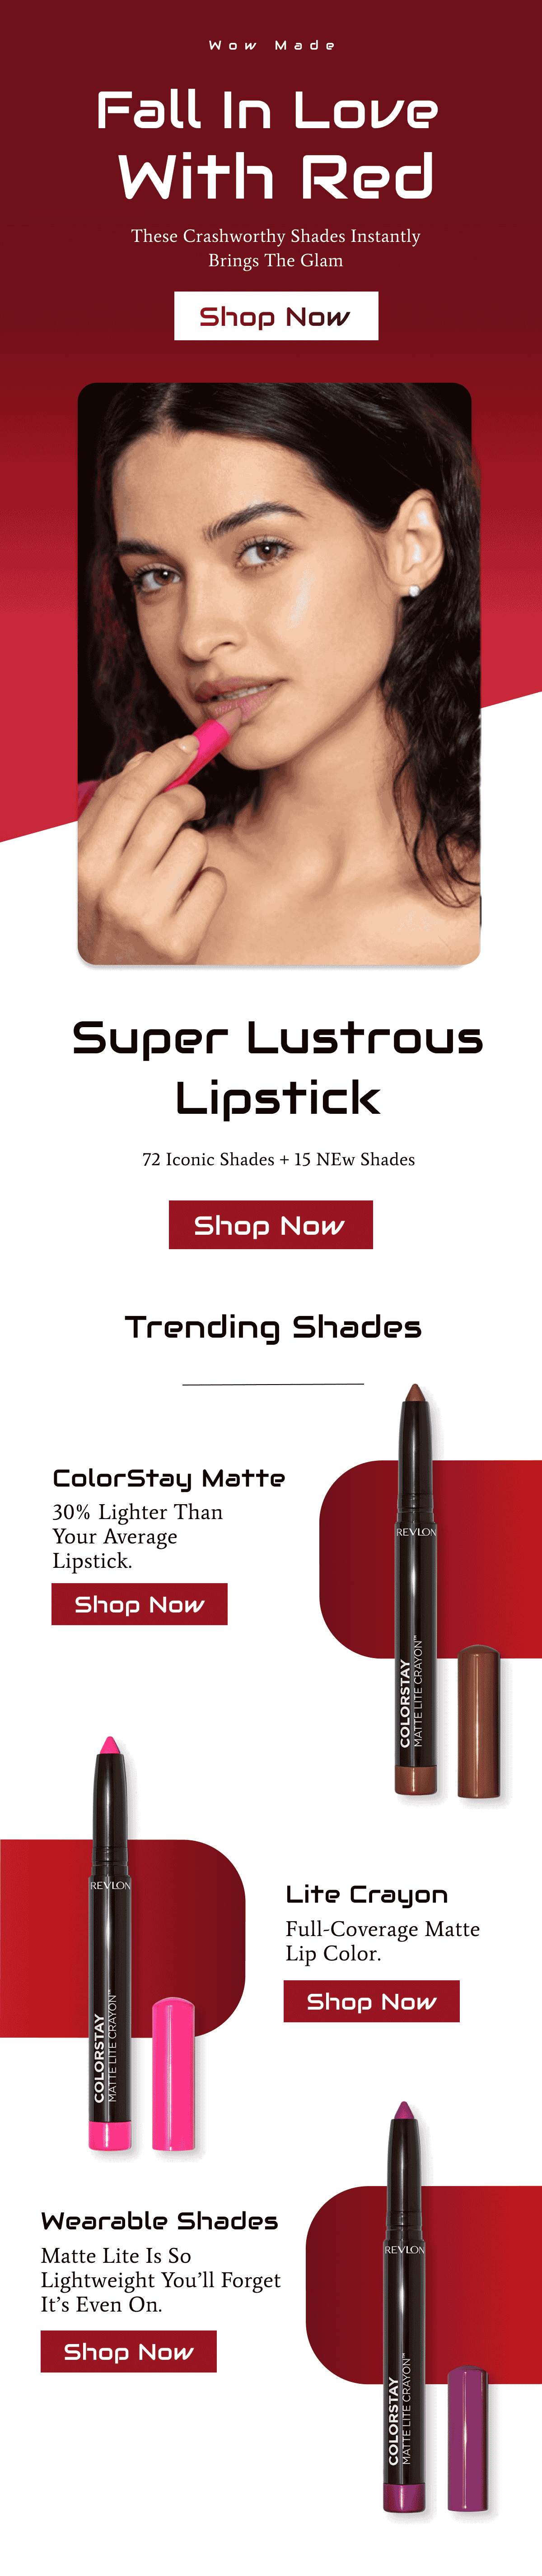 Wow Made
Fall In Love
With Red
These Crashworthy Shades Instantly
Brings The Glam
Shop Now
Super Lustrous
Lipstick
72 Iconic Shades + 15 NEw Shades
Shop Now
Trending Shades
ColorStay Matte
30% Lighter Than
Your Average
Lipstick.
Shop Now
REVLON
COLORSTAY
MATTE LITE CRAYON™
REVLON
COLORSTAY
MATTE LITE CRAYON™
Lite Crayon
Full-Coverage Matte
Lip Color.
Shop Now
Wearable Shades
Matte Lite Is So
Lightweight You’ll Forget
It’s Even On.
Shop Now
REVLON
COLORSTAY
MATTE LITE CRAYON™